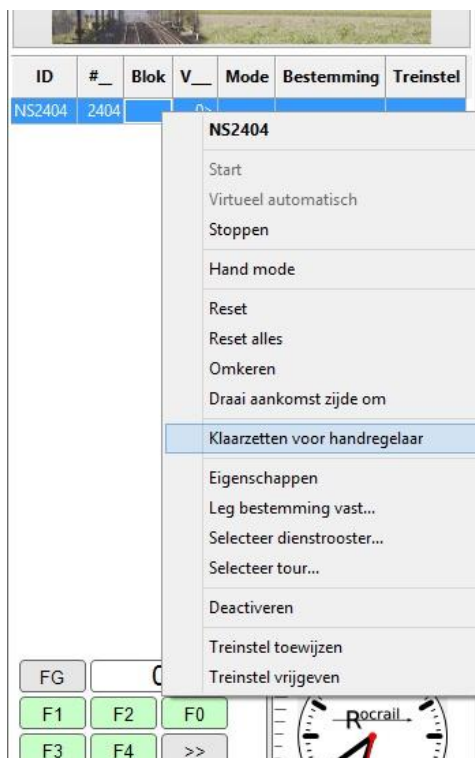 ID #__ Blok V__ Mode Bestemming Treinstel
NS2404 2404 0>
NS2404
Start
Virtueel automatisch
Stoppen
Hand mode
Reset
Reset alles
Omkeren
Draai aankomst zijde om
Klaarzetten voor handregelaar
Eigenschappen
Leg bestemming vast...
Selecteer dienstrooster...
Selecteer tour...
Deactiveren
Treinstel toewijzen
Treinstel vrijgeven
FG
F1 F2 F0
Rocrail
F3 F4 >>